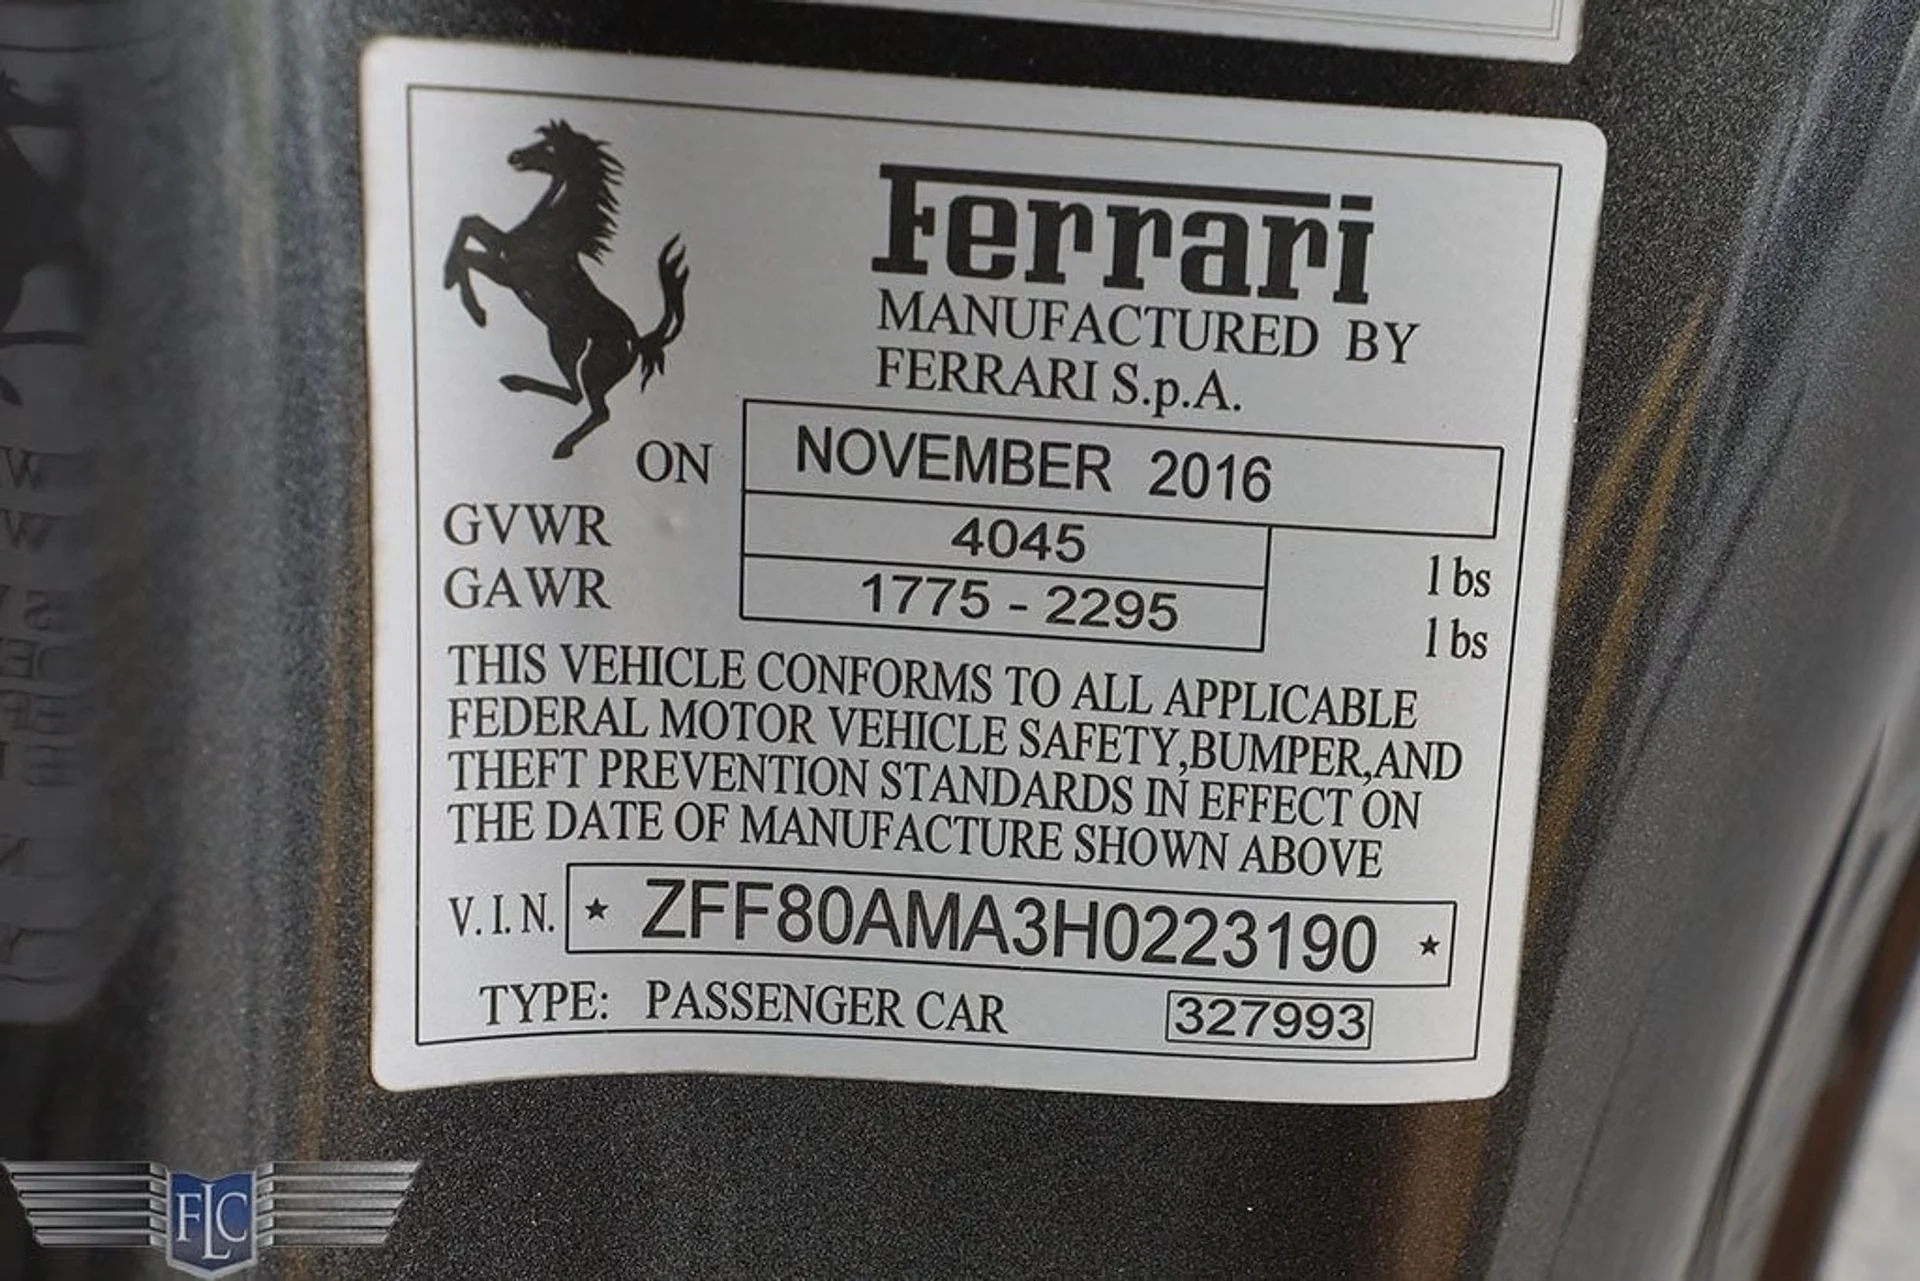 Ferrari
MANUFACTURED BY
FERRARI S.p.A.
ON NOVEMBER 2016
GVWR 4045 lbs
GAWR 1775 - 2295 lbs
THIS VEHICLE CONFORMS TO ALL APPLICABLE
FEDERAL MOTOR VEHICLE SAFETY,BUMPER,AND
THEFT PREVENTION STANDARDS IN EFFECT ON
THE DATE OF MANUFACTURE SHOWN ABOVE
V.I.N. ★ ZFF80AMA3H0223190 ★
TYPE: PASSENGER CAR 327993
FLC